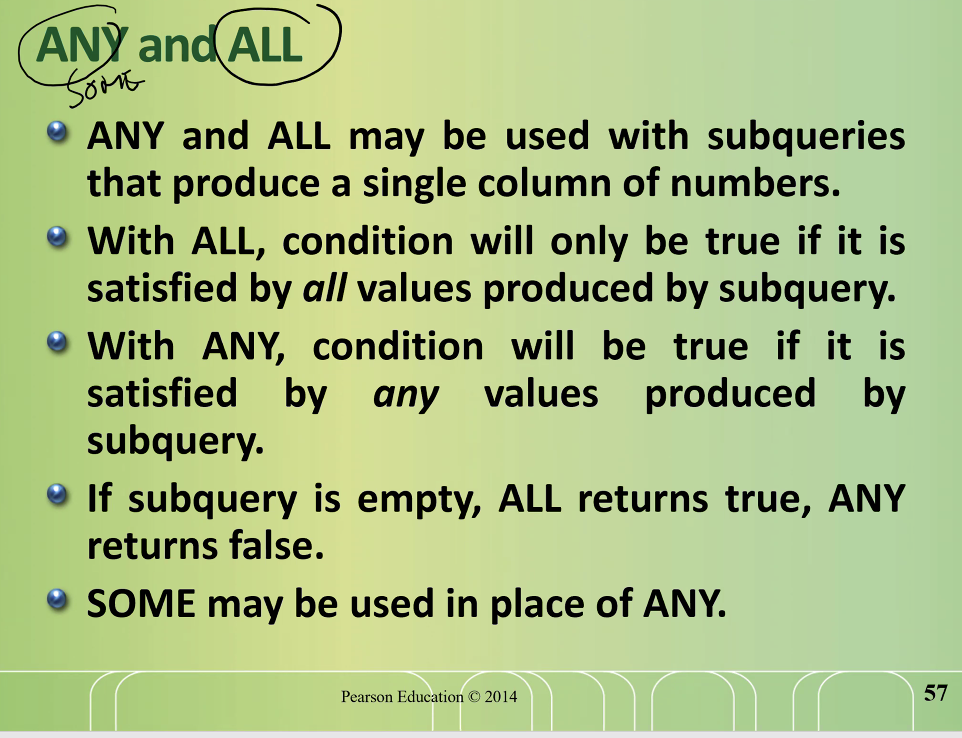 ANY and ALL
SOME
ANY and ALL may be used with subqueries
that produce a single column of numbers.
With ALL, condition will only be true if it is
satisfied by all values produced by subquery.
With ANY, condition will be true if it is
satisfied by any values produced by
subquery.
If subquery is empty, ALL returns true, ANY
returns false.
SOME may be used in place of ANY.
Pearson Education © 2014
57